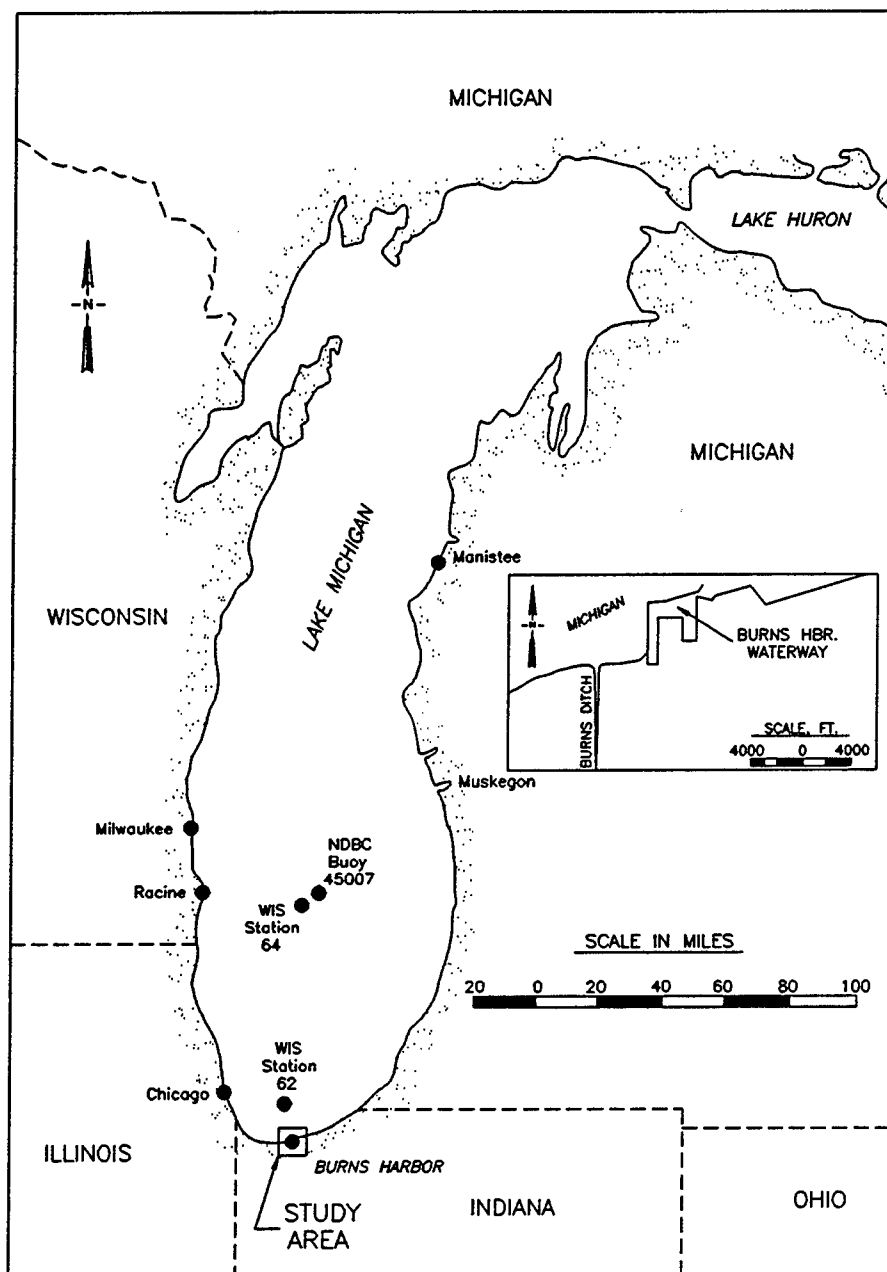 MICHIGAN
LAKE HURON
-N-
MICHIGAN
LAKE MICHIGAN
Manistee
WISCONSIN
MICHIGAN
-N-
BURNS HBR.
WATERWAY
BURNS DITCH
SCALE, FT.
4000 0 4000
Muskegon
Milwaukee
NDBC
Buoy
45007
Racine
WIS
Station
64
SCALE IN MILES
20 0 20 40 60 80 100
WIS
Station
62
Chicago
ILLINOIS
BURNS HARBOR
INDIANA
OHIO
STUDY
AREA